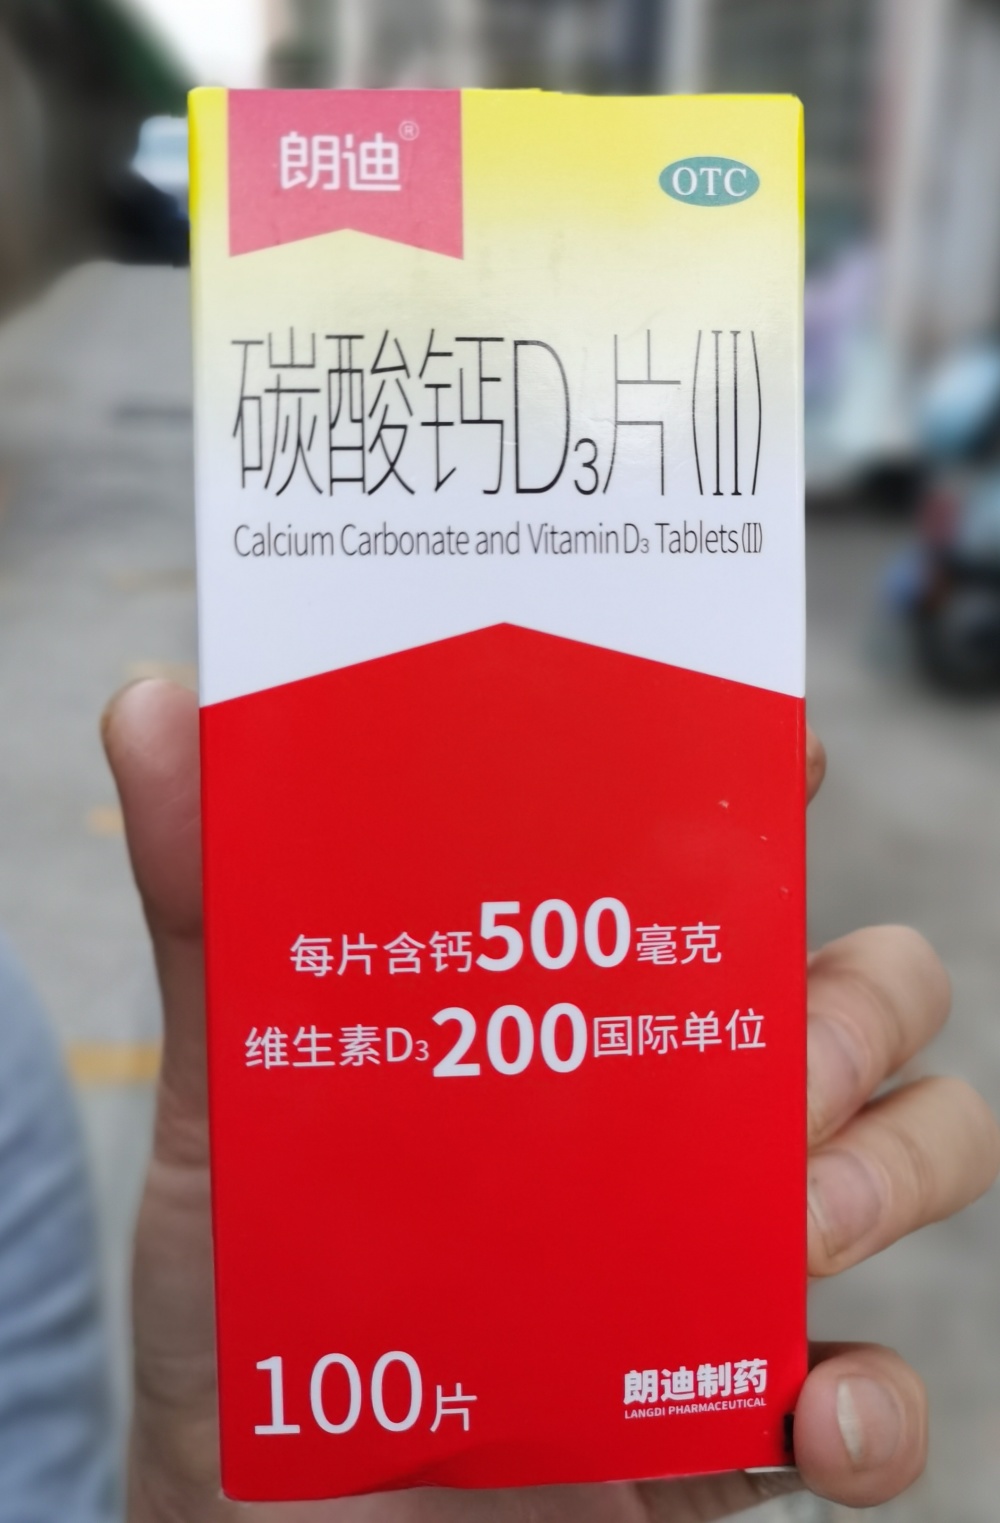 朗迪®
OTC
碳酸钙D₃片(II)
Calcium Carbonate and Vitamin D₃ Tablets(II)
每片含钙500毫克
维生素D₃200国际单位
100片
朗迪制药
LANGDI PHARMACEUTICAL